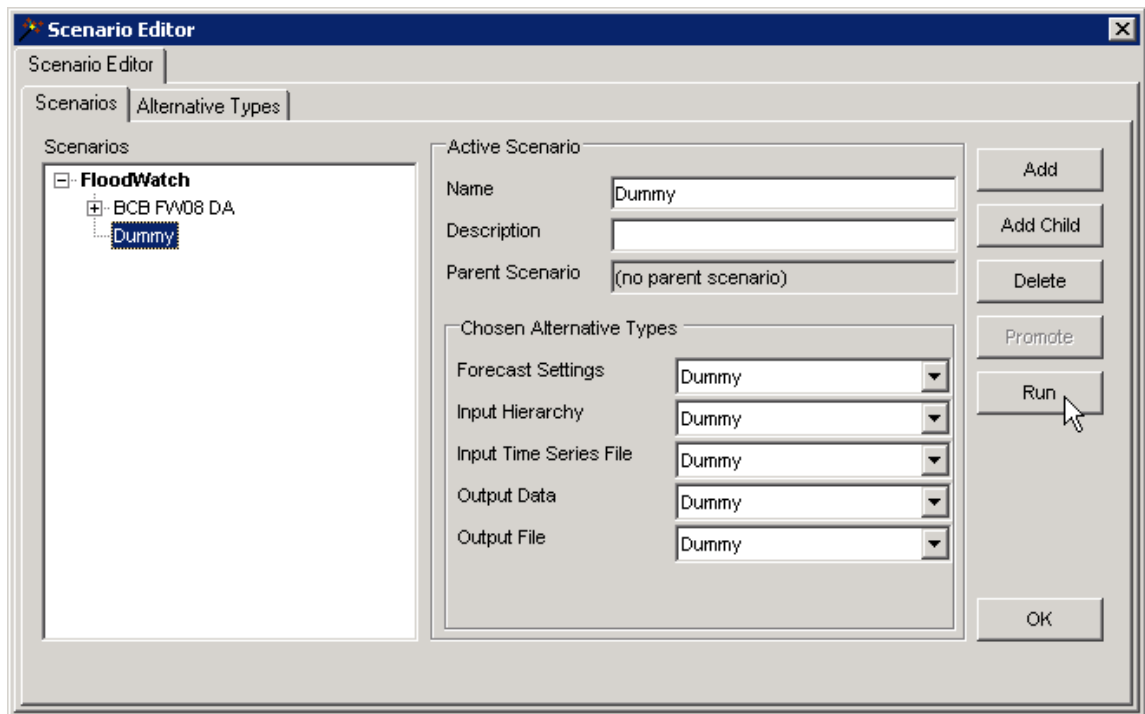 Scenario Editor
Scenario Editor
Scenarios Alternative Types
Scenarios
FloodWatch
BCB FW08 DA
Dummy
Active Scenario
Name Dummy
Description
Parent Scenario (no parent scenario)
Chosen Alternative Types
Forecast Settings Dummy
Input Hierarchy Dummy
Input Time Series File Dummy
Output Data Dummy
Output File Dummy
Add
Add Child
Delete
Promote
Run
OK